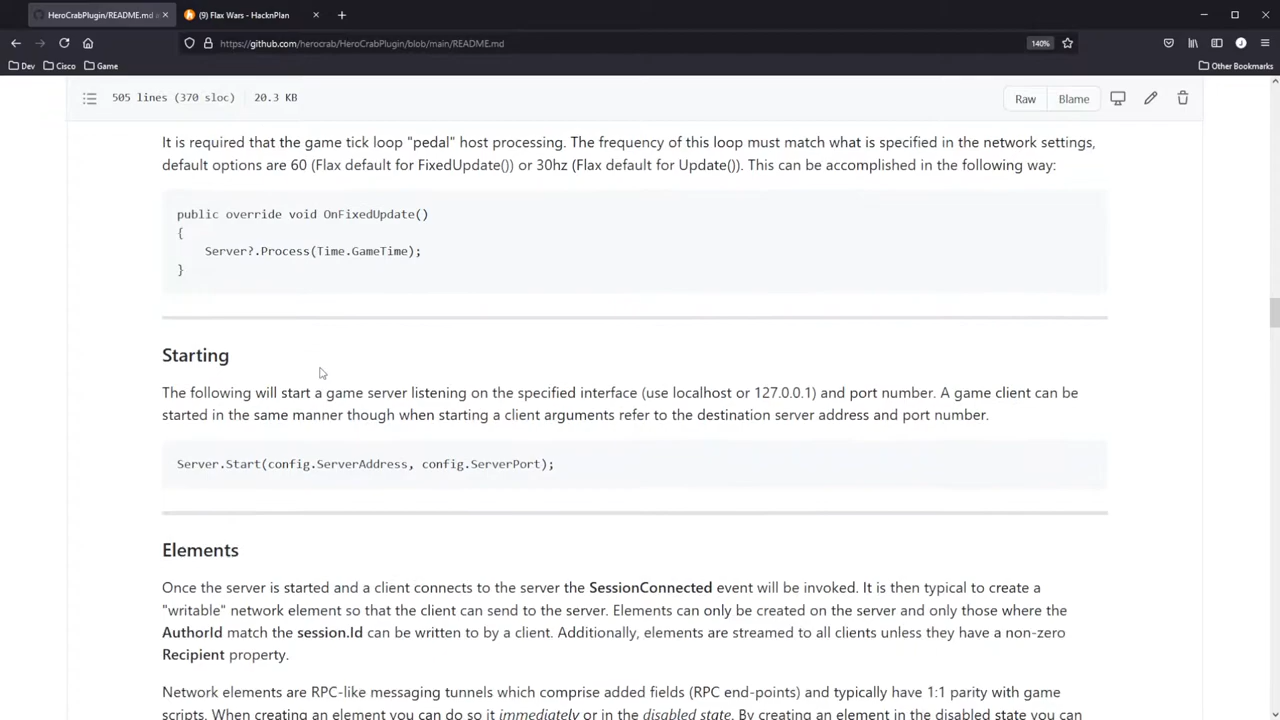 HeroCrabPlugin/README.md
(9) Flax Wars - HacknPlan
https://github.com/herocrab/HeroCrabPlugin/blob/main/README.md
140%
Dev
Cisco
Game
Other Bookmarks
505 lines (370 sloc)
20.3 KB
Raw
Blame
It is required that the game tick loop "pedal" host processing. The frequency of this loop must match what is specified in the network settings,
default options are 60 (Flax default for FixedUpdate()) or 30hz (Flax default for Update()). This can be accomplished in the following way:
public override void OnFixedUpdate()
{
Server?.Process(Time.GameTime);
}
Starting
The following will start a game server listening on the specified interface (use localhost or 127.0.0.1) and port number. A game client can be
started in the same manner though when starting a client arguments refer to the destination server address and port number.
Server.Start(config.ServerAddress, config.ServerPort);
Elements
Once the server is started and a client connects to the server the SessionConnected event will be invoked. It is then typical to create a
"writable" network element so that the client can send to the server. Elements can only be created on the server and only those where the
AuthorId match the session.Id can be written to by a client. Additionally, elements are streamed to all clients unless they have a non-zero
Recipient property.
Network elements are RPC-like messaging tunnels which comprise added fields (RPC end-points) and typically have 1:1 parity with game
scripts. When creating an element you can do so it immediately or in the disabled state. By creating an element in the disabled state you can